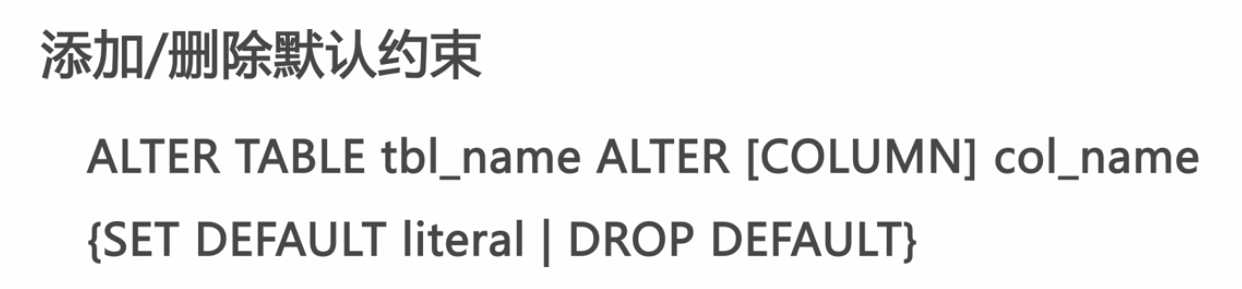 添加/删除默认约束
ALTER TABLE tbl_name ALTER [COLUMN] col_name
{SET DEFAULT literal | DROP DEFAULT}